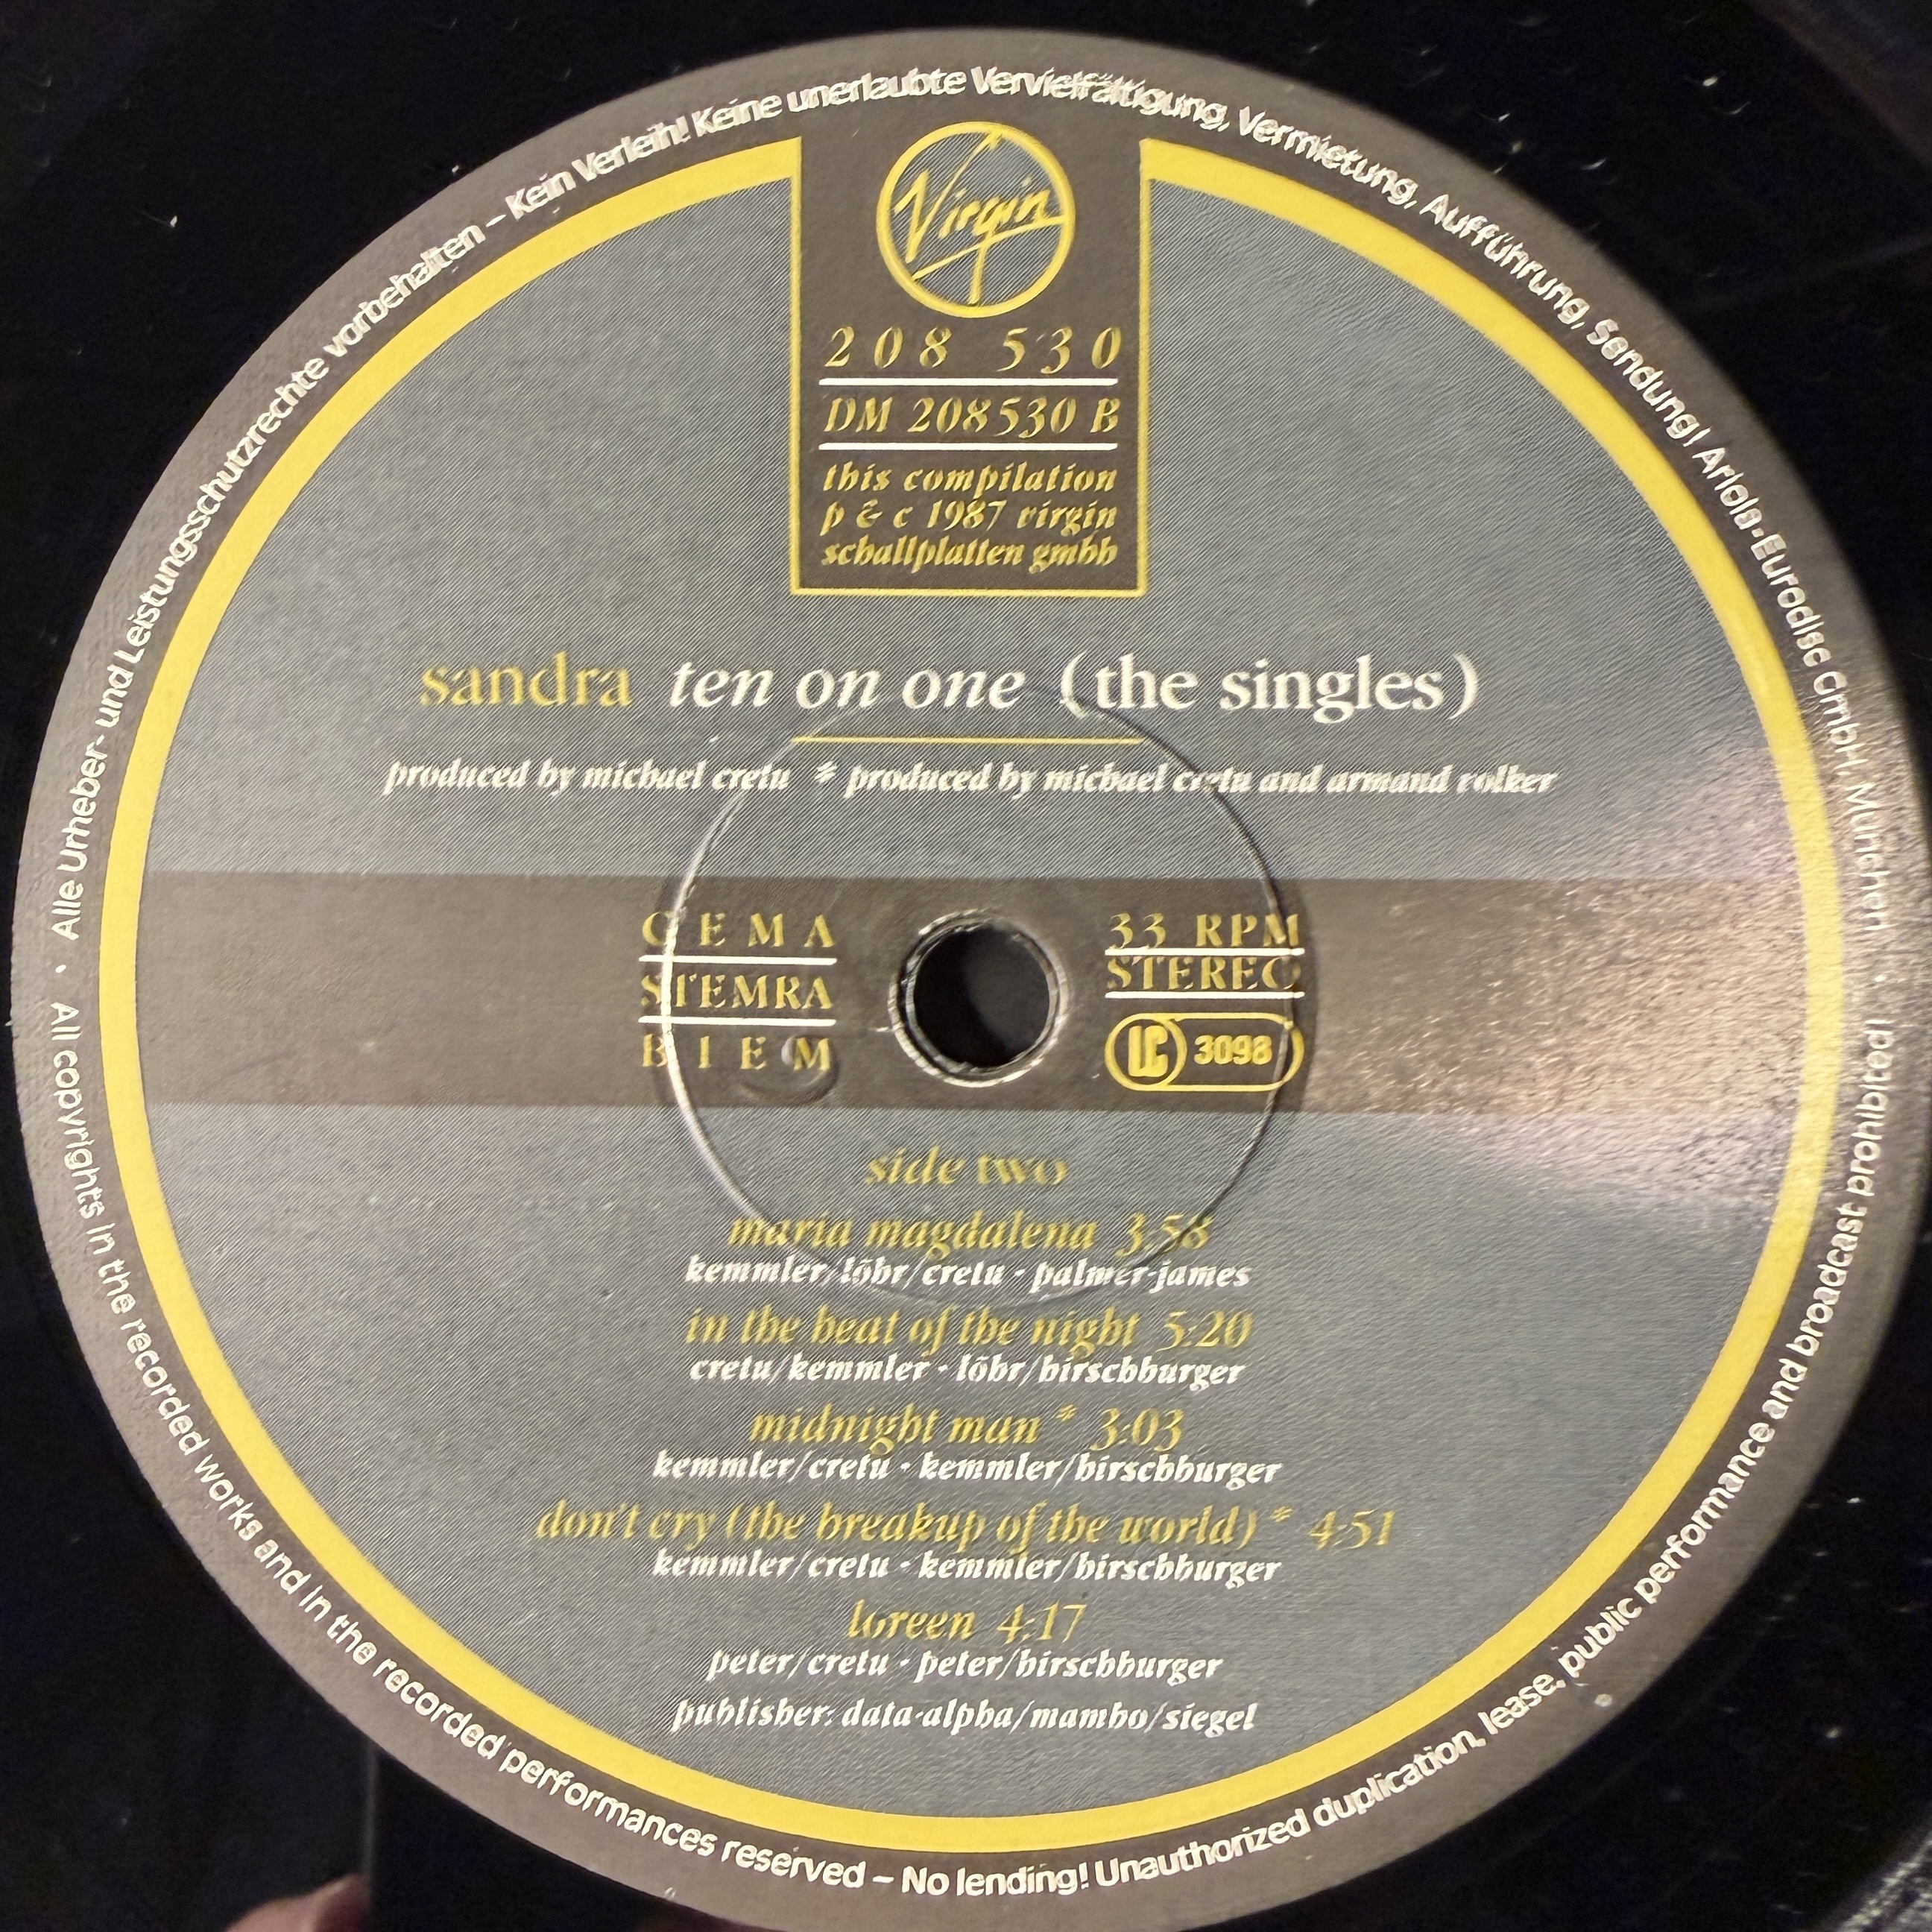 Alle Urheber- und Leistungsschutzrechte vorbehalten – Kein Verleih! Keine unerlaubte Vervielfältigung, Vermietung, Aufführung, Sendung! Ariola-Eurodisc GmbH, München
Virgin
208 530
DM 208530 B
this compilation
p & c 1987 virgin
schallplatten gmbh
sandra ten on one (the singles)
produced by michael cretu * produced by michael cretu and armand volker
GEMA
STEMRA
BIEM
33 RPM
STEREO
LC 3098
side two
maria magdalena 3:58
kemmler/löhr/cretu - palmer-james
in the heat of the night 5:20
cretu/kemmler - löhr/hirschburger
midnight man * 3:03
kemmler/cretu - kemmler/hirschburger
don't cry (the breakup of the world) * 4:51
kemmler/cretu - kemmler/hirschburger
loreen 4:17
peter/cretu - peter/hirschburger
publisher: data-alpha/mambo/siegel
All copyrights in the recorded works and in the recorded performances reserved – No lending! Unauthorized duplication, lease, public performance and broadcast prohibited!